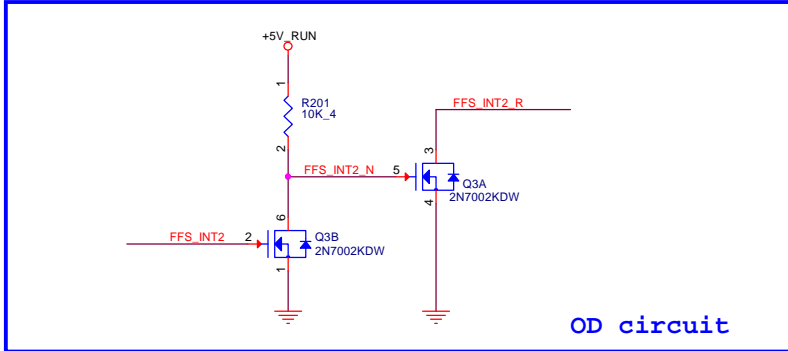 +5V_RUN
1
R201
10K_4
2
FFS_INT2_R
3
FFS_INT2_N
5
Q3A
2N7002KDW
4
6
FFS_INT2
2
Q3B
2N7002KDW
1
OD circuit